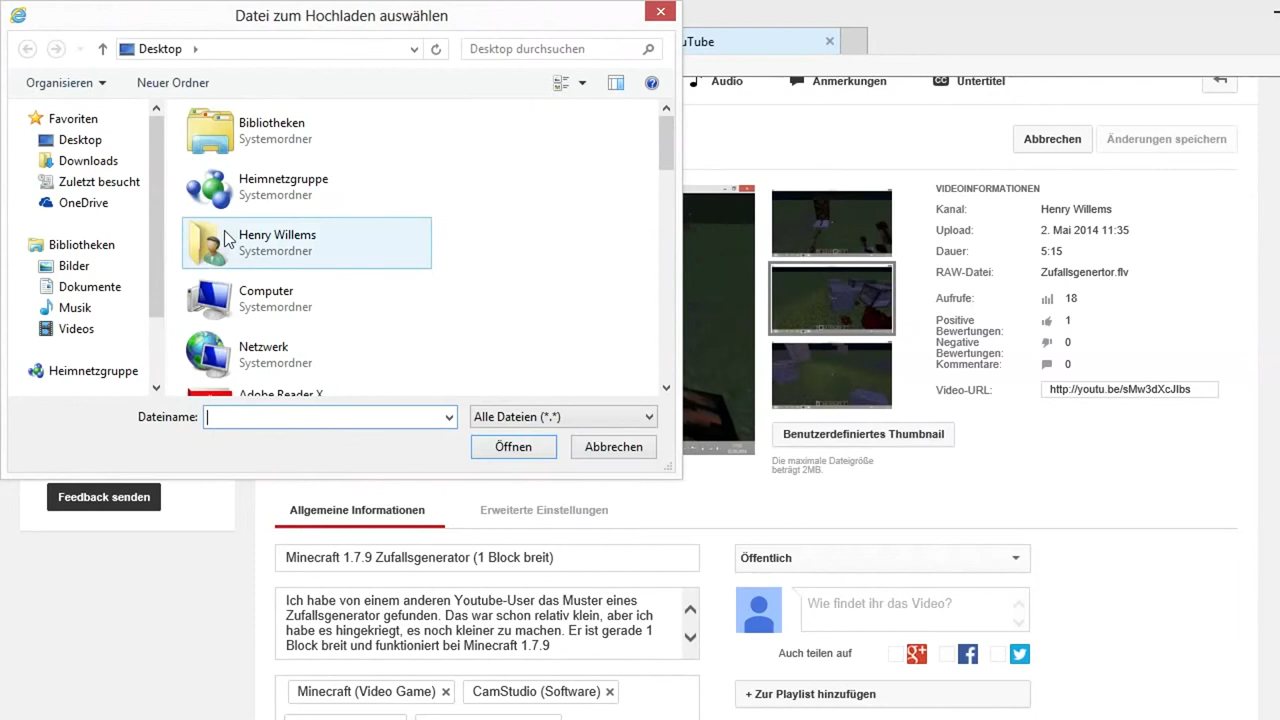 Datei zum Hochladen auswählen
Desktop
Desktop durchsuchen
Organisieren
Neuer Ordner
Favoriten
Desktop
Downloads
Zuletzt besucht
OneDrive
Bibliotheken
Bilder
Dokumente
Musik
Videos
Heimnetzgruppe
Bibliotheken
Systemordner
Heimnetzgruppe
Systemordner
Henry Willems
Systemordner
Computer
Systemordner
Netzwerk
Systemordner
Adobe Reader X
Dateiname:
Alle Dateien (*.*)
Öffnen
Abbrechen
uTube
Audio
Anmerkungen
CC Untertitel
Abbrechen
Änderungen speichern
VIDEOINFORMATIONEN
Kanal: Henry Willems
Upload: 2. Mai 2014 11:35
Dauer: 5:15
RAW-Datei: Zufallsgenertor.flv
Aufrufe: 18
Positive Bewertungen: 1
Negative Bewertungen: 0
Kommentare: 0
Video-URL: http://youtu.be/sMw3dXcJIbs
Benutzerdefiniertes Thumbnail
Die maximale Dateigröße
beträgt 2MB.
Feedback senden
Allgemeine Informationen
Erweiterte Einstellungen
Minecraft 1.7.9 Zufallsgenerator (1 Block breit)
Ich habe von einem anderen Youtube-User das Muster eines
Zufallsgenerator gefunden. Das war schon relativ klein, aber ich
habe es hingekriegt, es noch kleiner zu machen. Er ist gerade 1
Block breit und funktioniert bei Minecraft 1.7.9
Minecraft (Video Game) ×
CamStudio (Software) ×
Öffentlich
Wie findet ihr das Video?
Auch teilen auf
+ Zur Playlist hinzufügen